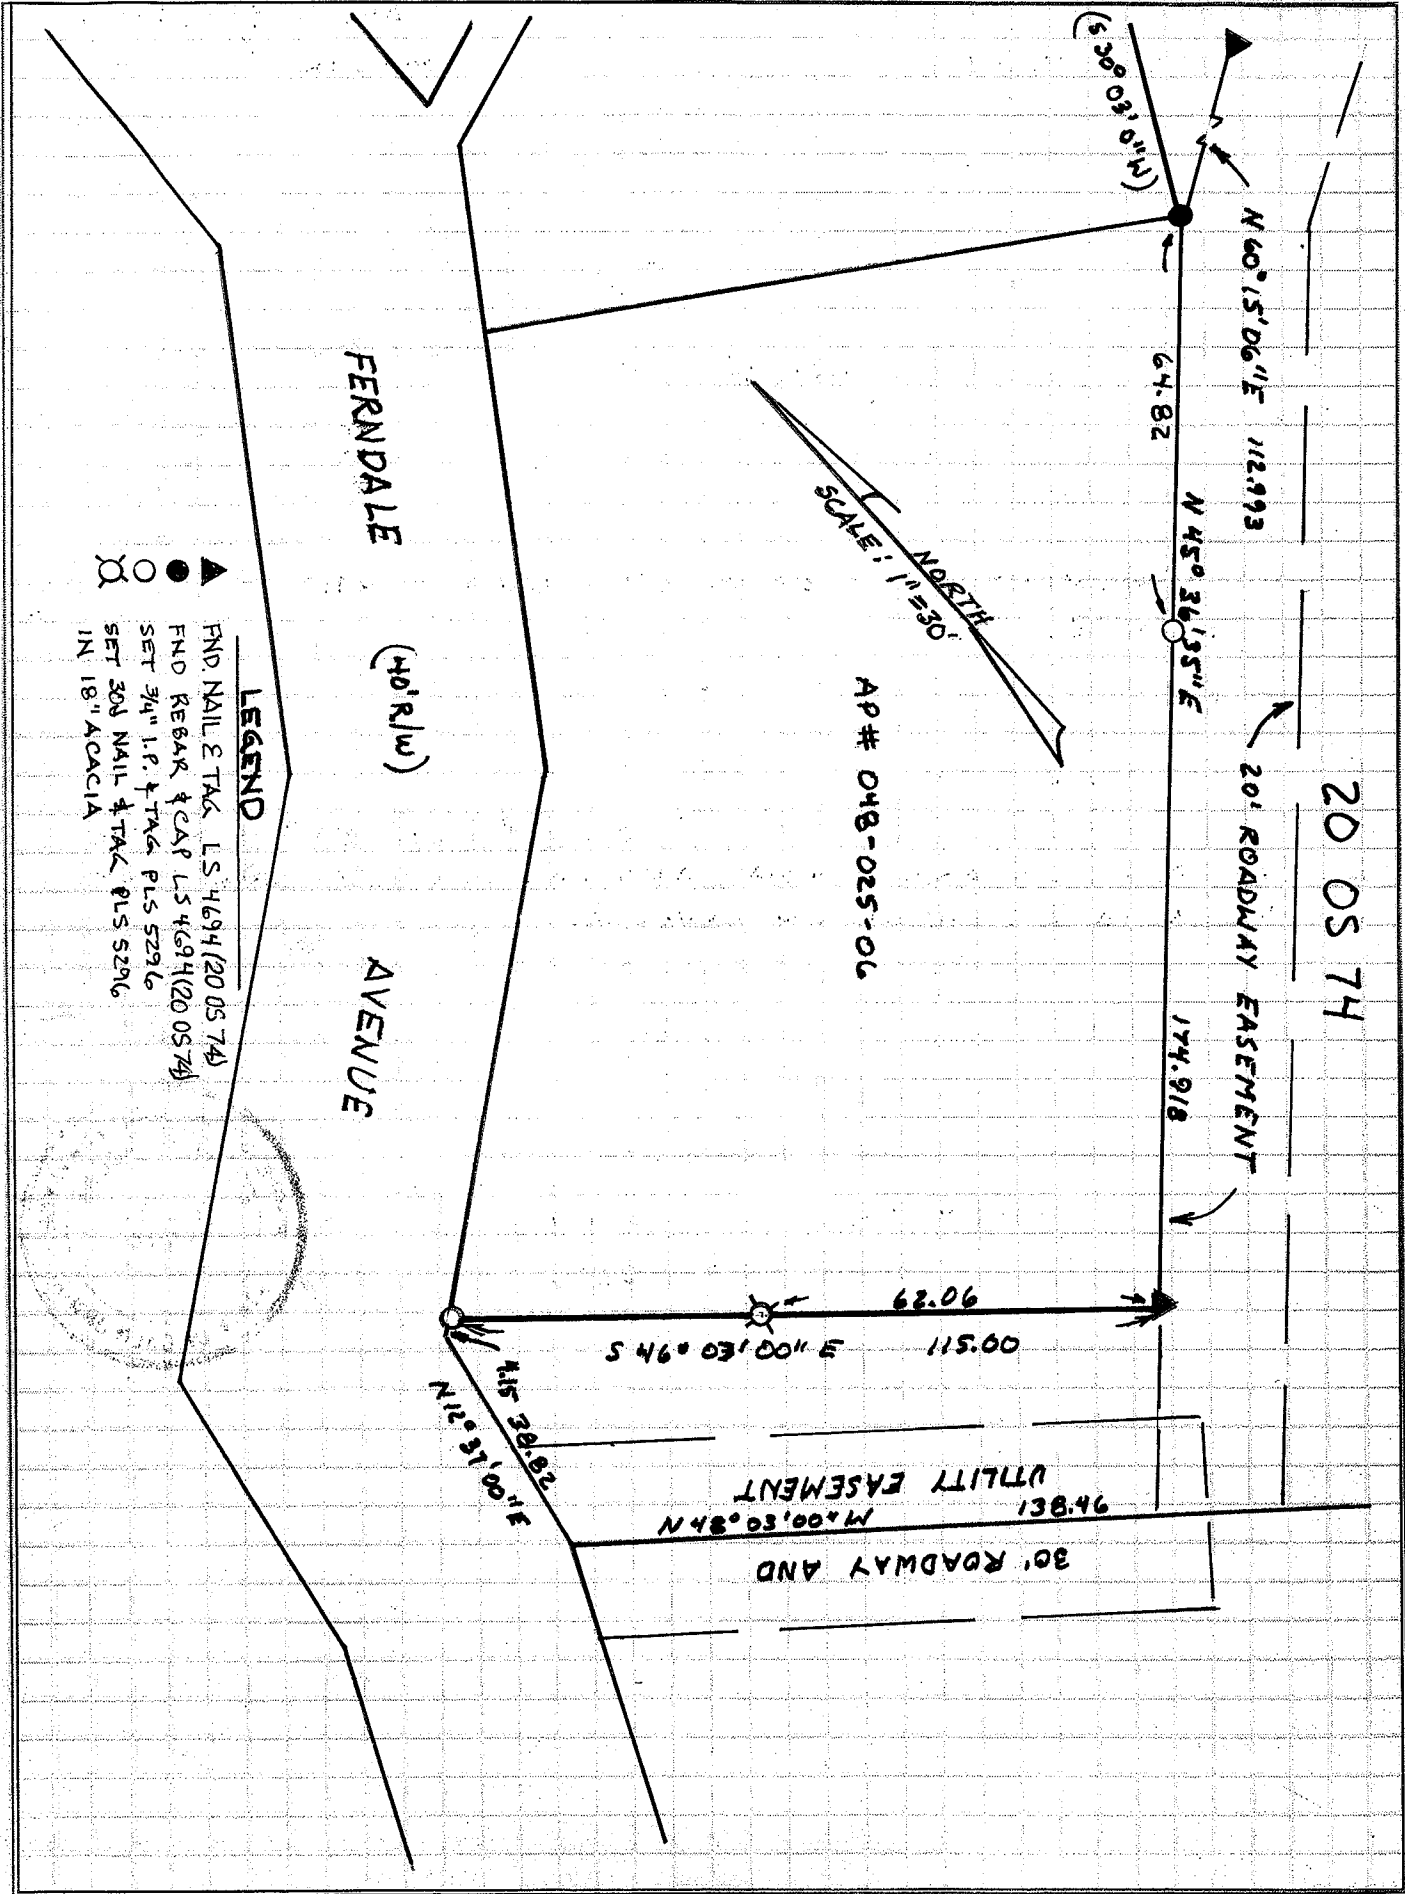 20 OS 74
20' ROADWAY EASEMENT
N 60° 15' 06" E 112.993
(S 30° 03' 0" W)
N 45° 36' 35" E
64.82
174.918
AP# 048-025-06
NORTH
SCALE: 1"=30'
62.06
S 46° 03' 00" E 115.00
4.15 38.82
N 12° 37' 00" E
30' ROADWAY AND
UTILITY EASEMENT
N 48° 03' 00" W 138.46
FERNDALE (40' R/W) AVENUE
LEGEND
FND. NAIL & TAG LS 4694 (20 OS 74)
FND REBAR & CAP LS 4694 (20 OS 74)
SET 3/4" I.P. & TAG PLS 5296
SET 30d NAIL & TAG PLS 5296
IN 18" ACACIA